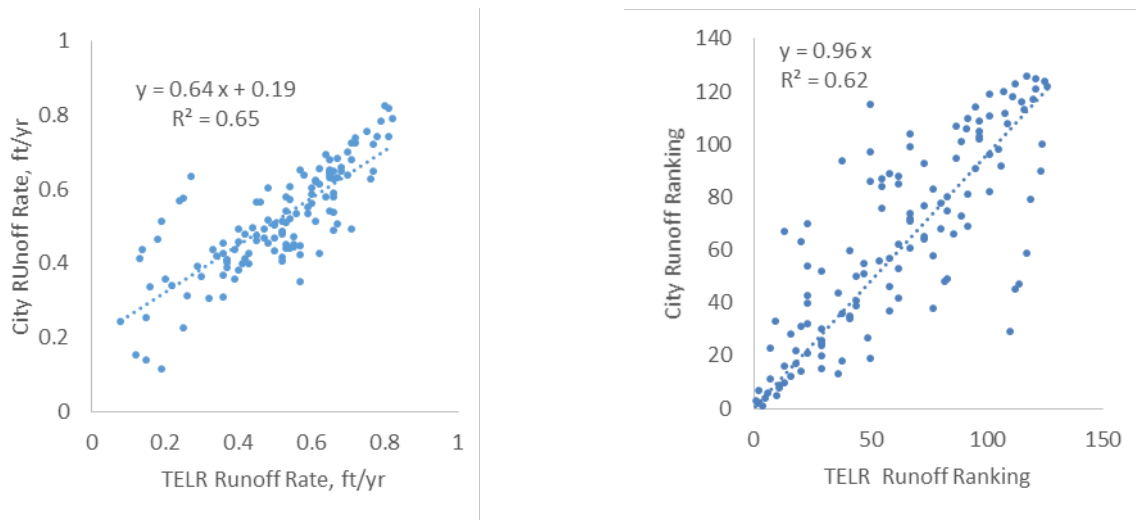 1
0.8
0.6
0.4
0.2
0
y = 0.64 x + 0.19
R² = 0.65
City RUnoff Rate, ft/yr
0 0.2 0.4 0.6 0.8 1
TELR Runoff Rate, ft/yr
140
120
100
80
60
40
20
0
y = 0.96 x
R² = 0.62
City Runoff Ranking
0 50 100 150
TELR Runoff Ranking